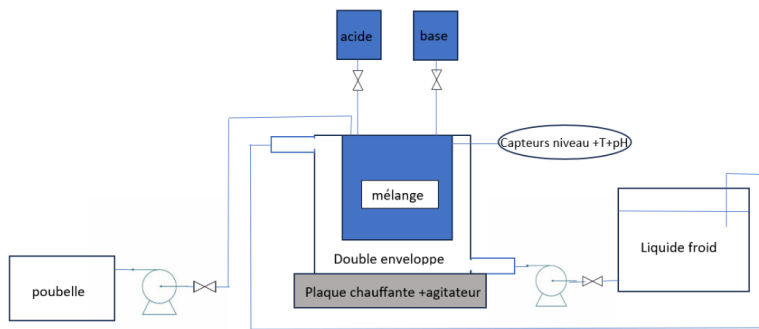 acide
base
Capteurs niveau +T+pH
mélange
Double enveloppe
Liquide froid
poubelle
Plaque chauffante +agitateur